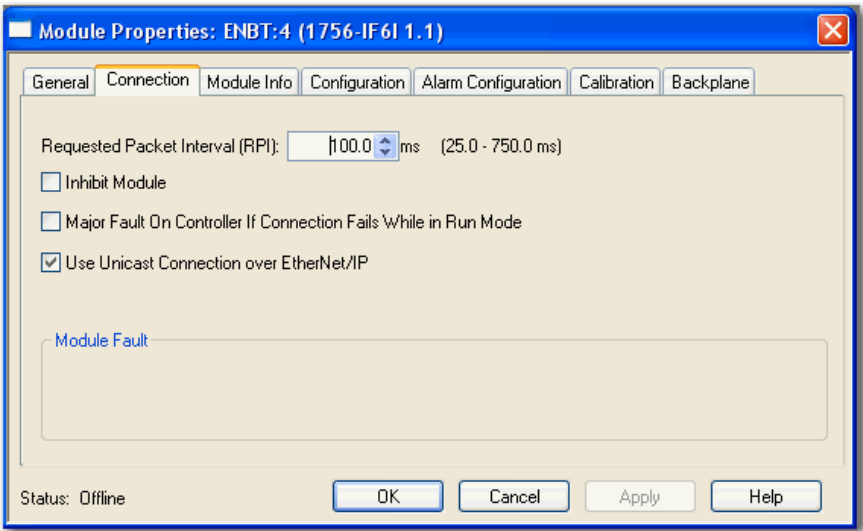 Module Properties: ENBT:4 (1756-IF6I 1.1)
General Connection Module Info Configuration Alarm Configuration Calibration Backplane
Requested Packet Interval (RPI): 100.0 ms (25.0 - 750.0 ms)
Inhibit Module
Major Fault On Controller If Connection Fails While in Run Mode
Use Unicast Connection over EtherNet/IP
Module Fault
Status: Offline OK Cancel Apply Help